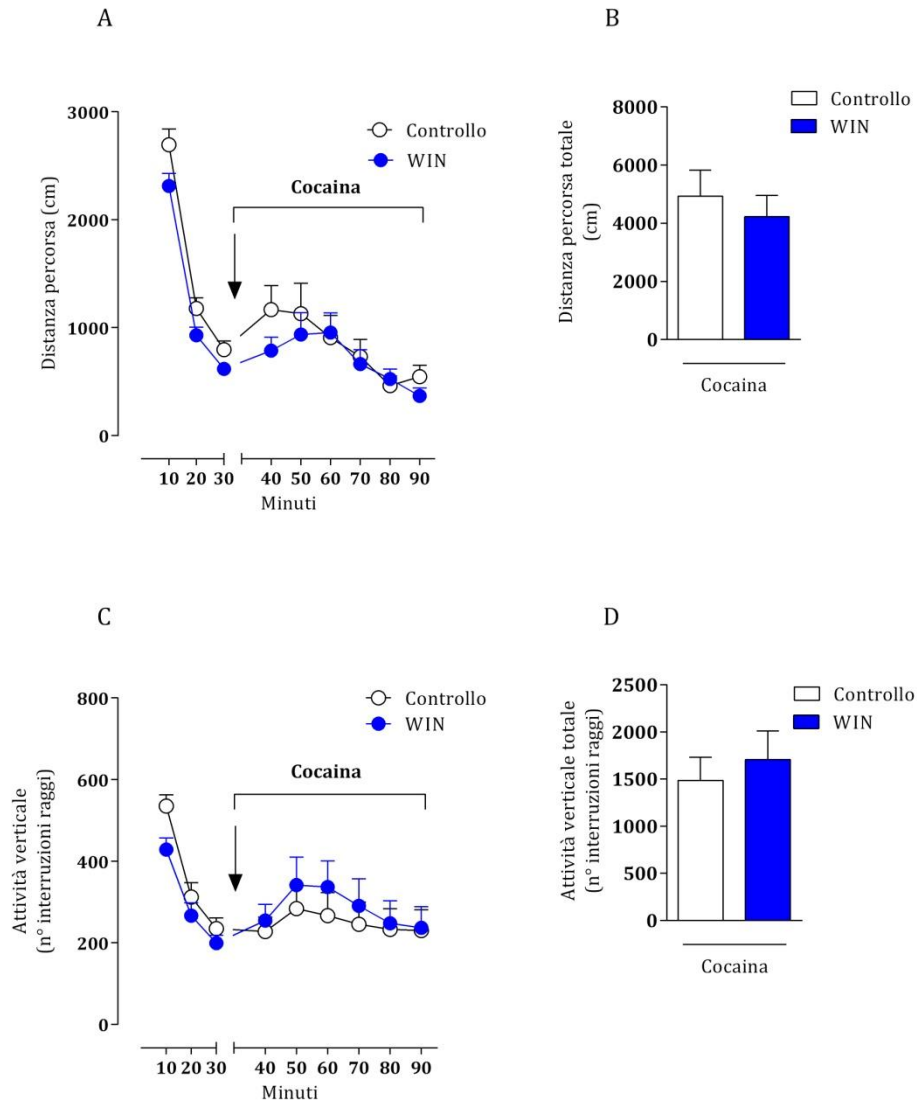 A
3000
2000
1000
0
Distanza percorsa (cm)
Controllo
WIN
Cocaina
10 20 30 40 50 60 70 80 90
Minuti
B
8000
6000
4000
2000
0
Distanza percorsa totale
(cm)
Controllo
WIN
Cocaina
C
800
600
400
200
0
Attività verticale
(n° interruzioni raggi)
Controllo
WIN
Cocaina
10 20 30 40 50 60 70 80 90
Minuti
D
2500
2000
1500
1000
500
0
Attività verticale totale
(n° interruzioni raggi)
Controllo
WIN
Cocaina